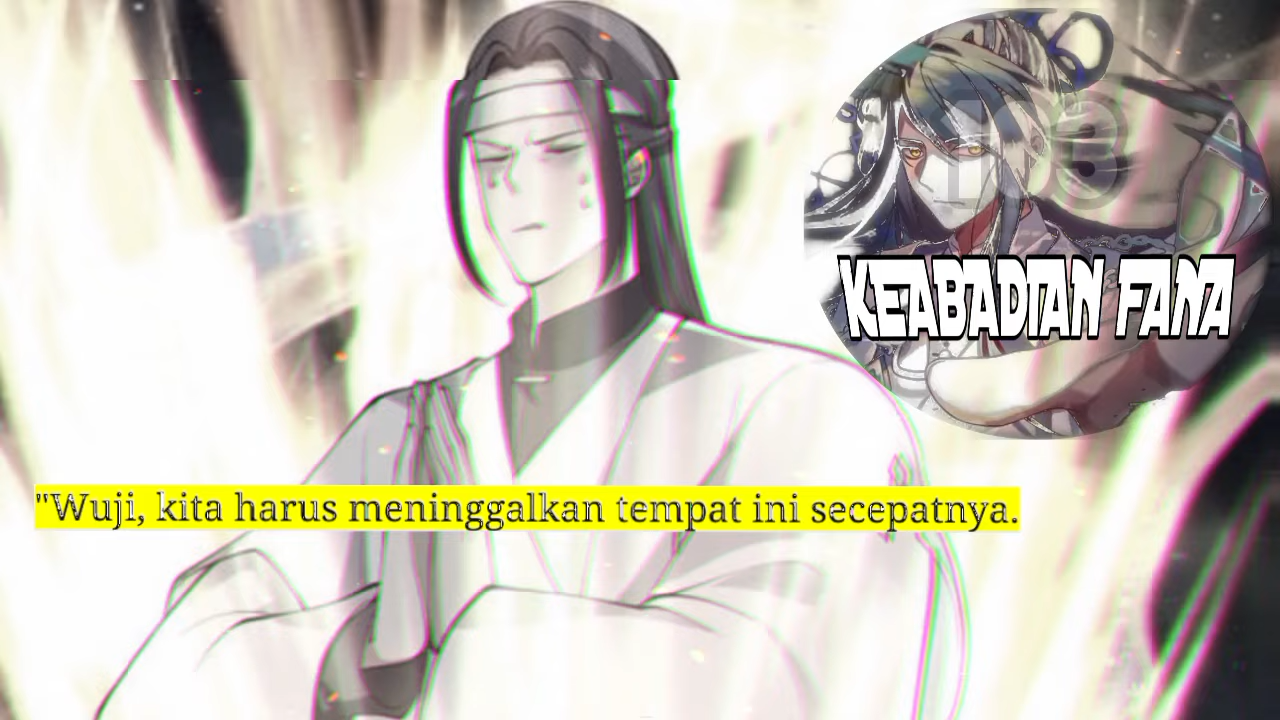 KEABADIAN FANA
"Wuji, kita harus meninggalkan tempat ini secepatnya.